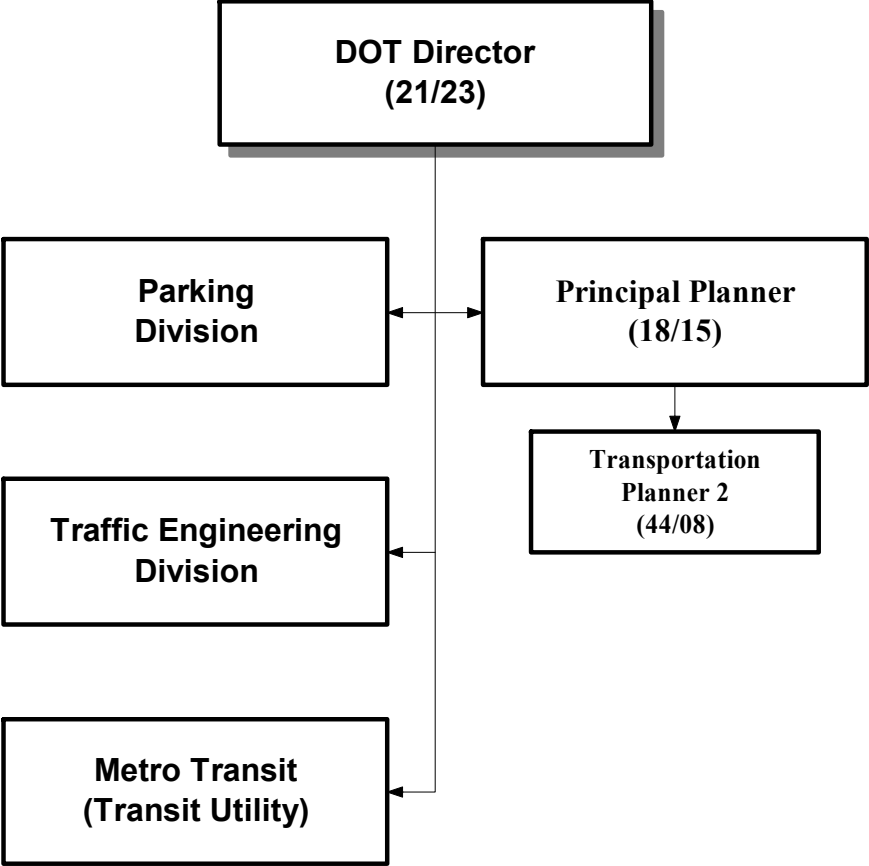 DOT Director
(21/23)
Parking
Division
Principal Planner
(18/15)
Transportation
Planner 2
(44/08)
Traffic Engineering
Division
Metro Transit
(Transit Utility)